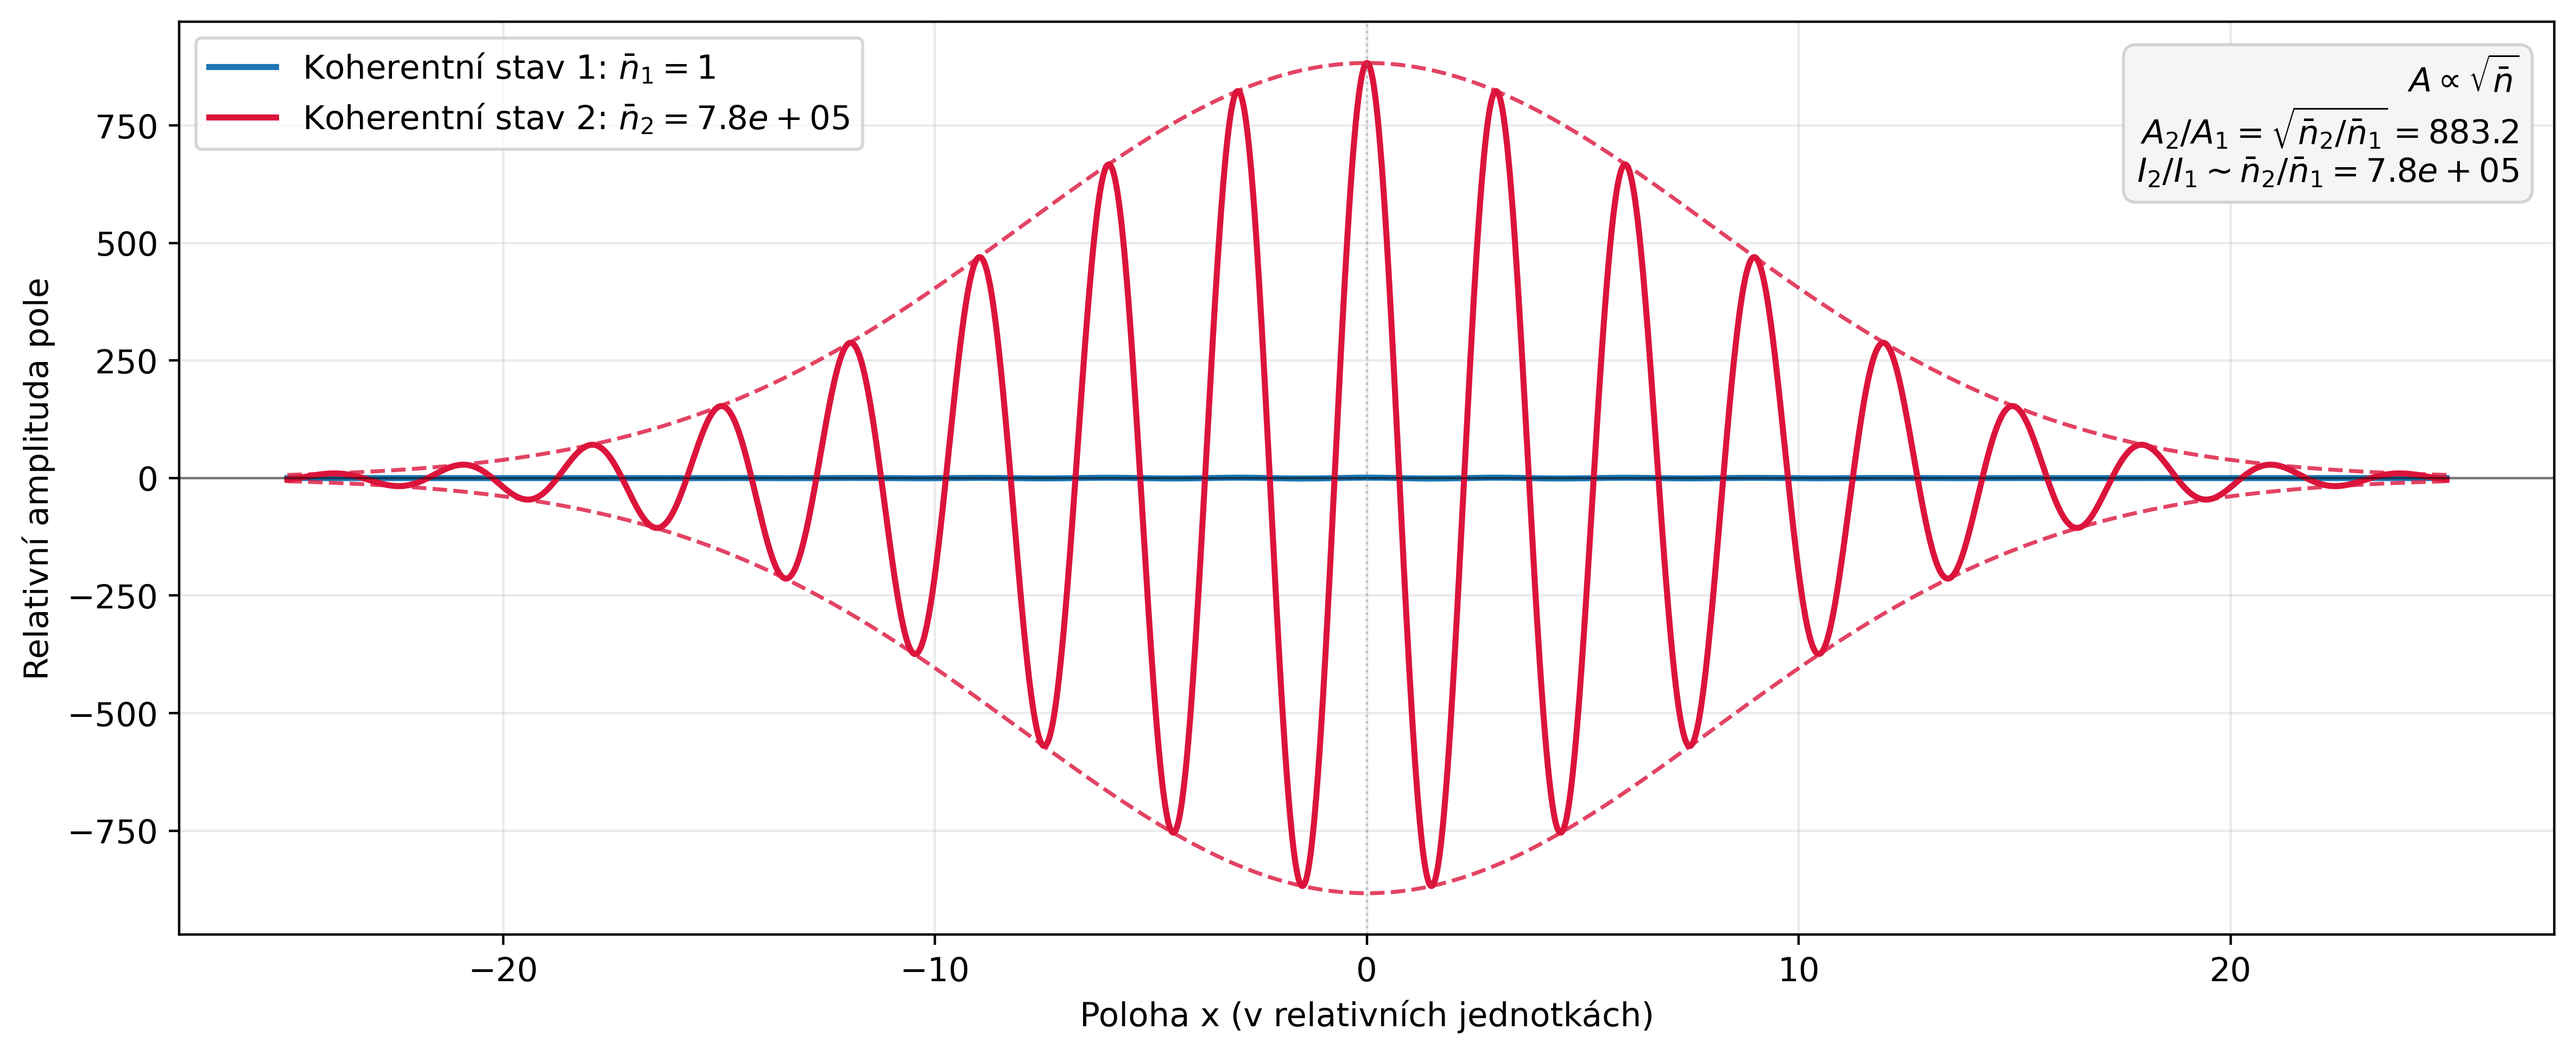 Koherentní stav 1: n̄₁ = 1
Koherentní stav 2: n̄₂ = 7.8e + 05
A ∝ √n̄
A₂/A₁ = √(n̄₂/n̄₁) = 883.2
I₂/I₁ ~ n̄₂/n̄₁ = 7.8e + 05
Relativní amplituda pole
750
500
250
0
−250
−500
−750
−20
−10
0
10
20
Poloha x (v relativních jednotkách)